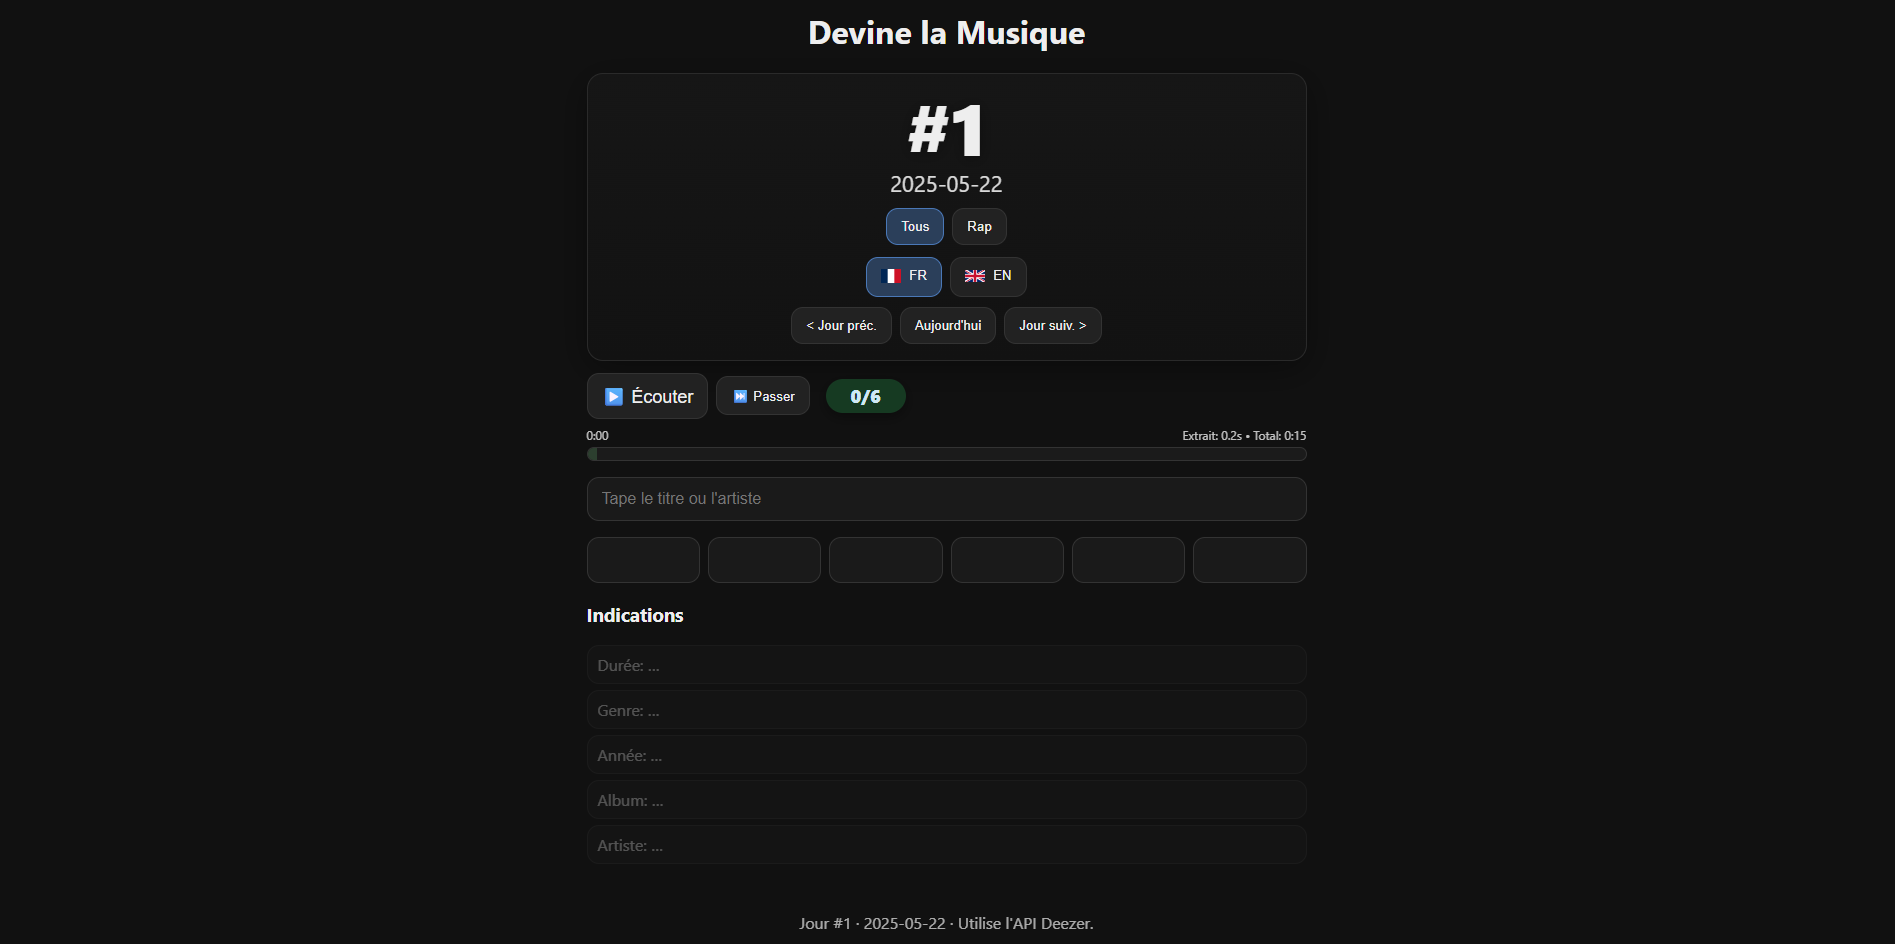 Devine la Musique
#1
2025-05-22
Tous Rap
FR EN
< Jour préc. Aujourd'hui Jour suiv. >
Écouter Passer 0/6
0:00 Extrait: 0.2s • Total: 0:15
Tape le titre ou l'artiste
Indications
Durée: ...
Genre: ...
Année: ...
Album: ...
Artiste: ...
Jour #1 · 2025-05-22 · Utilise l'API Deezer.